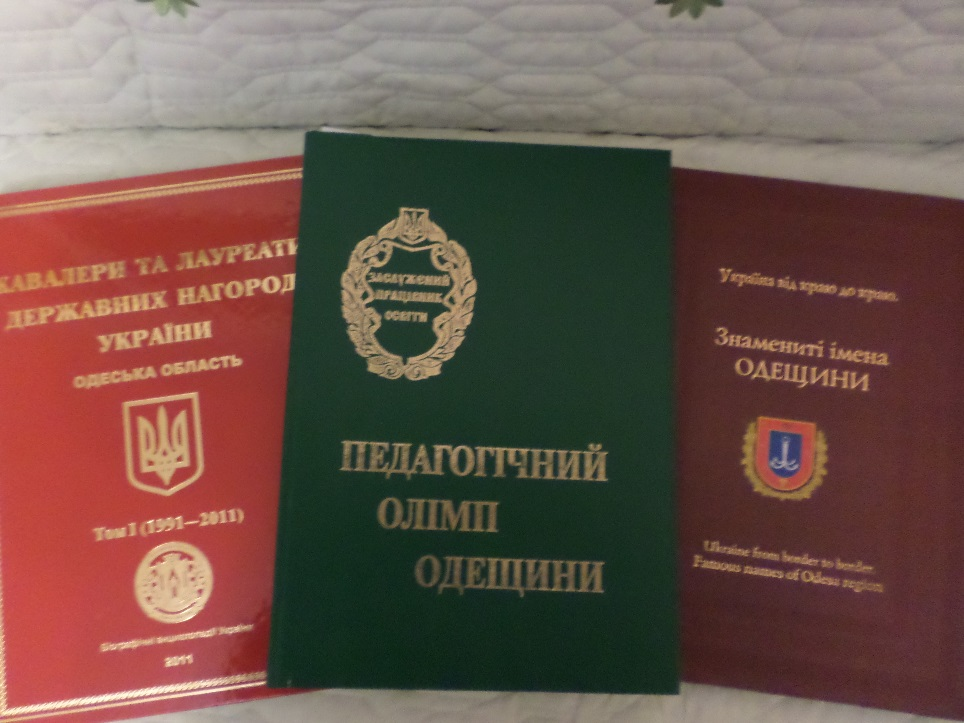 КАВАЛЕРИ ТА ЛАУРЕАТИ
ДЕРЖАВНИХ НАГОРОД
УКРАЇНИ
ОДЕСЬКА ОБЛАСТЬ
Том I (1991–2011)
Біографічні енциклопедії України
2011
ЗАСЛУЖЕНИЙ
ПРАЦІВНИК
ОСВІТИ
ПЕДАГОГІЧНИЙ
ОЛІМП
ОДЕЩИНИ
Україна від краю до краю.
Знамениті імена
ОДЕЩИНИ
Ukraine from border to border.
Famous names of Odesa region